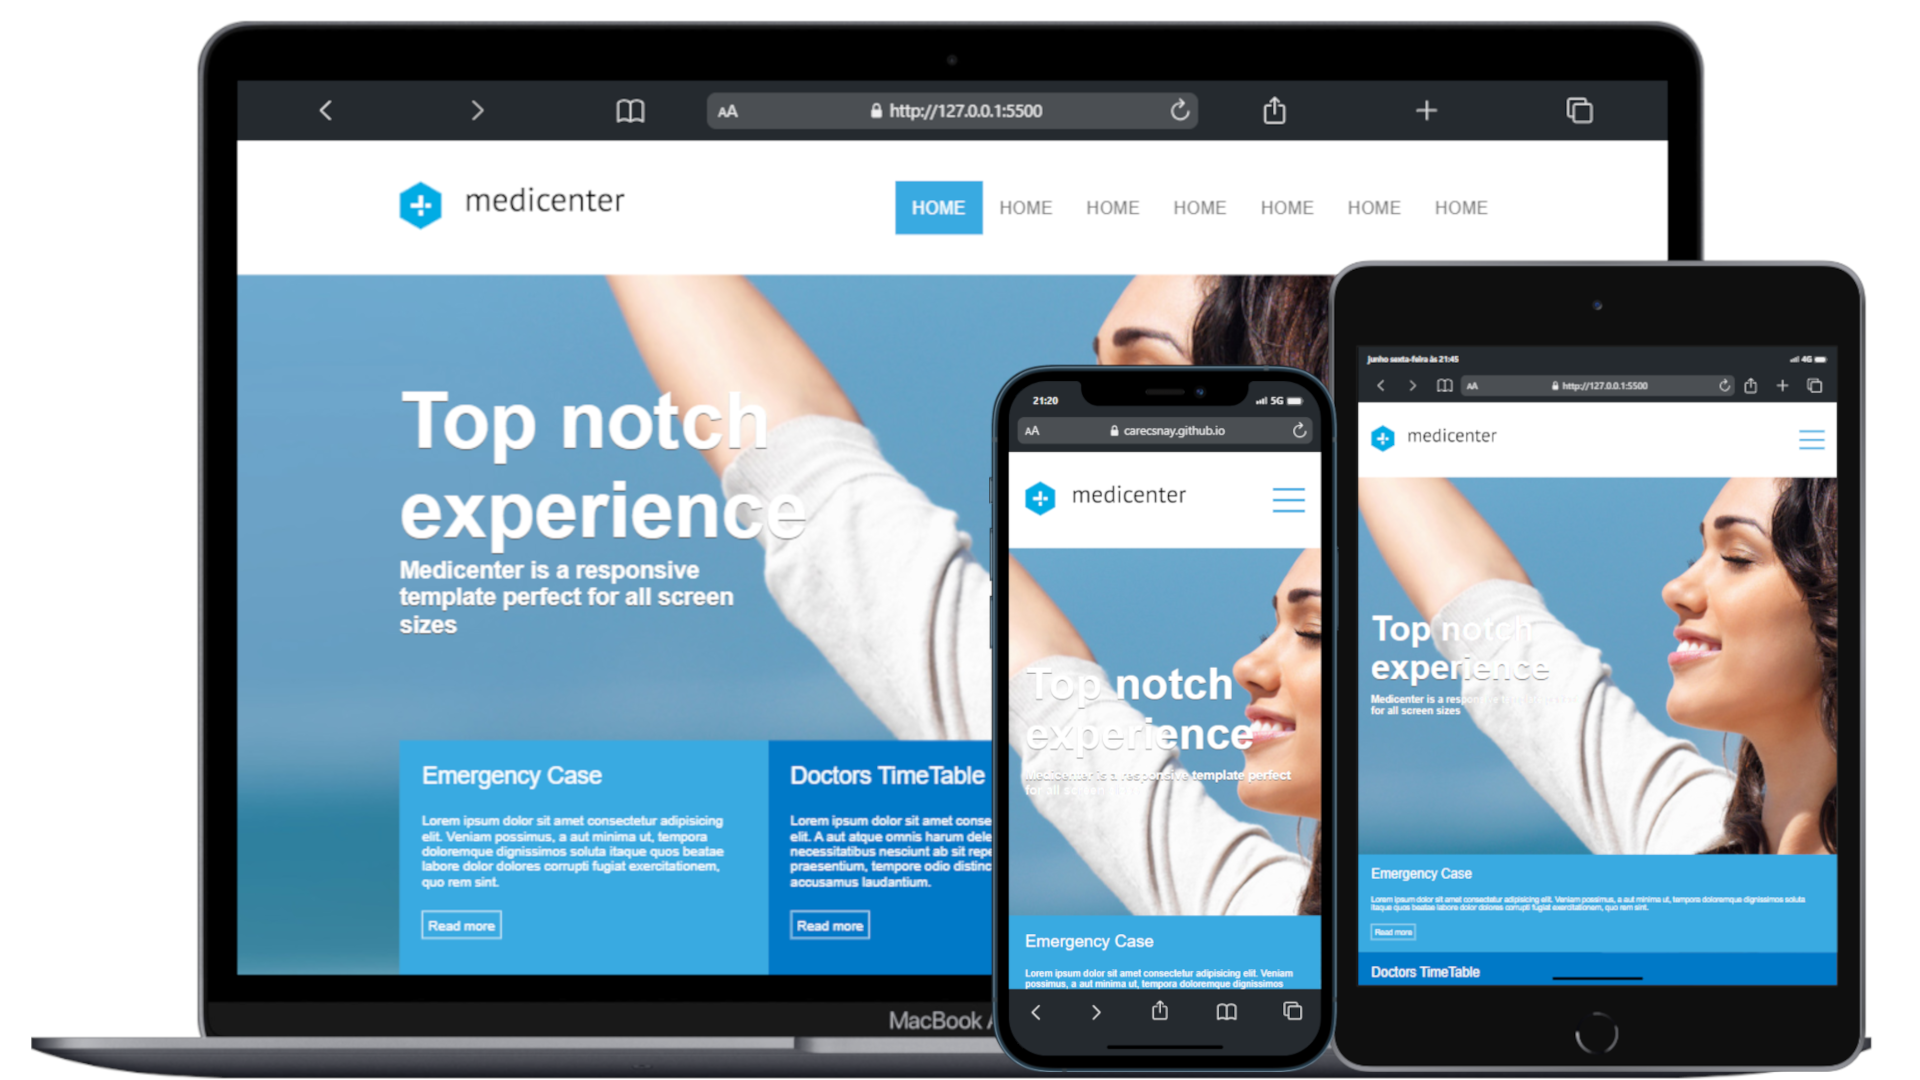 AA http://127.0.0.1:5500
medicenter
HOME HOME HOME HOME HOME HOME HOME
Top notch
experience
Medicenter is a responsive
template perfect for all screen
sizes
Emergency Case
Lorem ipsum dolor sit amet consectetur adipisicing
elit. Veniam possimus, a aut minima ut, tempora
doloremque dignissimos soluta itaque quos beatae
labore dolor dolores corrupti fugiat exercitationem,
quo rem sint.
Read more
Doctors TimeTable
Lorem ipsum dolor sit amet conse
elit. A aut atque omnis harum dele
necessitatibus nesciunt ab sit repe
praesentium, tempore odio distinc
accusamus laudantium.
Read more
MacBook
21:20 5G
AA carecsnay.github.io
medicenter
Top notch
experience
Medicenter is a responsive template perfect
for all screen
Emergency Case
Lorem ipsum dolor sit amet consectetur adipisicing elit. Veniam
possimus, a aut minima ut, tempora doloremque dignissimos
junho sexta-feira às 21:45 4G
AA http://127.0.0.1:5500
medicenter
Top notch
experience
Medicenter is a
for all screen sizes
Emergency Case
Lorem ipsum dolor sit amet consectetur adipisicing elit. Veniam possimus, a aut minima ut, tempora doloremque dignissimos soluta
itaque quos beatae labore dolor dolores corrupti fugiat exercitationem, quo rem sint.
Read more
Doctors TimeTable